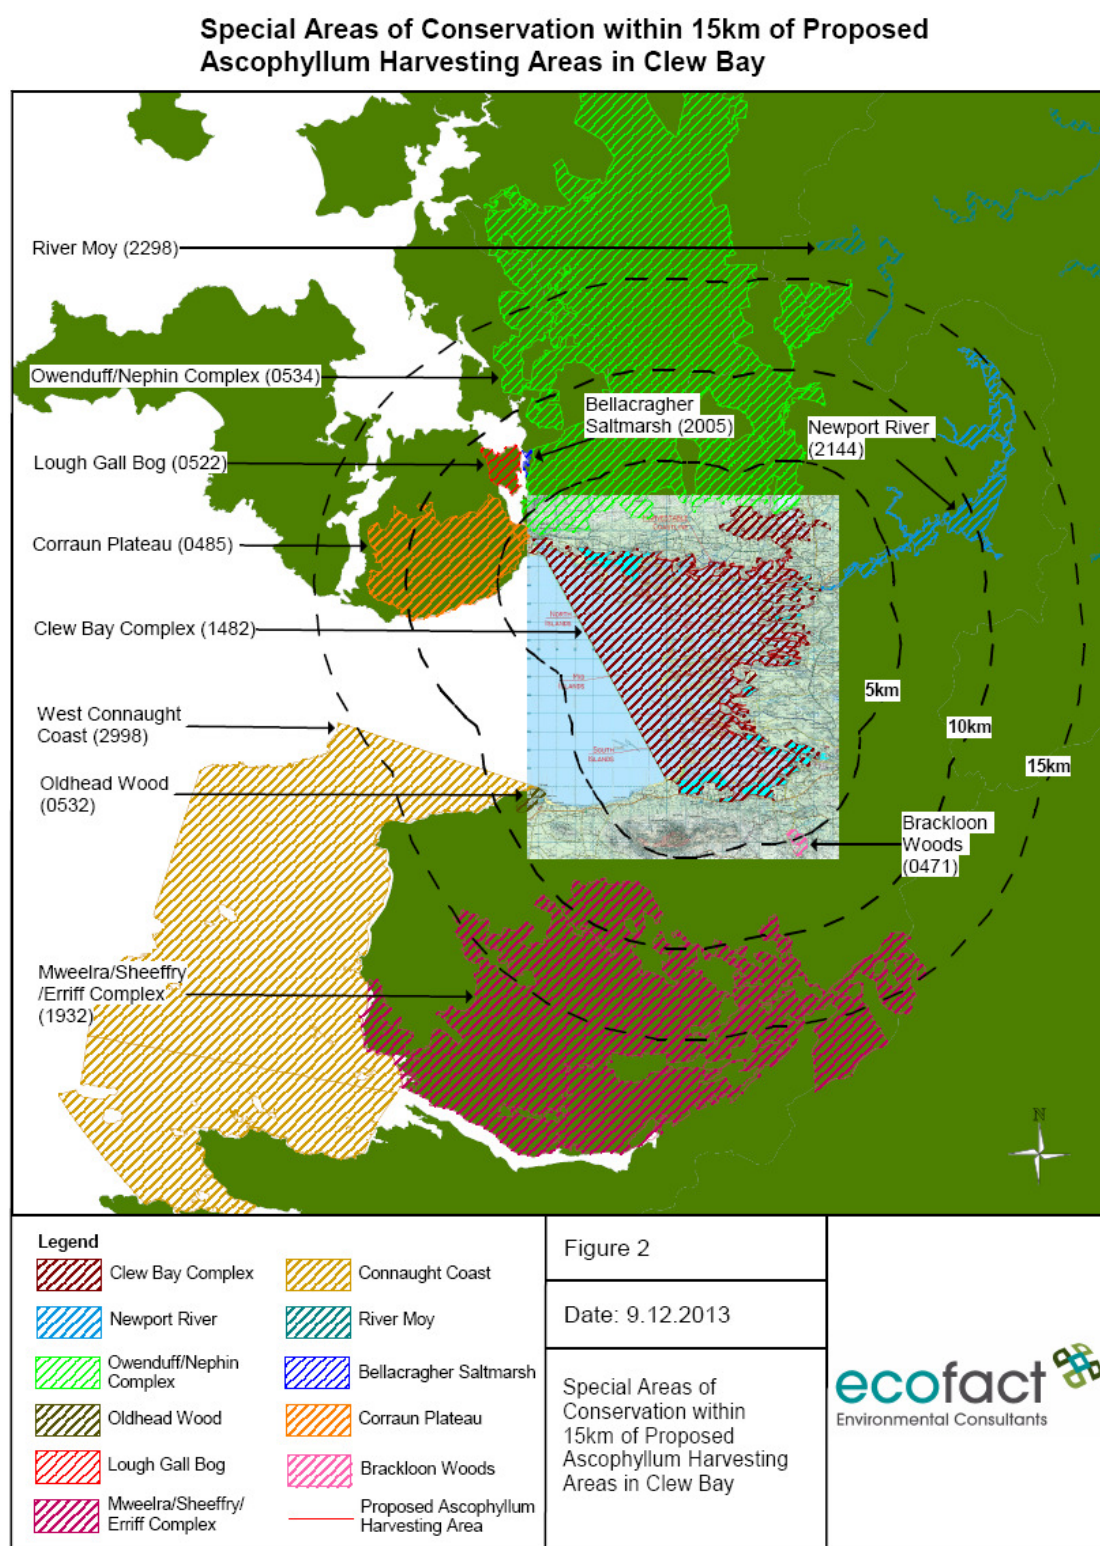 Special Areas of Conservation within 15km of Proposed
Ascophyllum Harvesting Areas in Clew Bay
River Moy (2298)
Owenduff/Nephin Complex (0534)
Bellacragher
Saltmarsh (2005)
Newport River
(2144)
Lough Gall Bog (0522)
Corraun Plateau (0485)
Clew Bay Complex (1482)
NORTH
ISLANDS
ISLANDS
SOUTH
ISLANDS
5km
10km
15km
West Connaught
Coast (2998)
Oldhead Wood
(0532)
Brackloon
Woods
(0471)
Mweelra/Sheeffry
/Erriff Complex
(1932)
N
Legend
Clew Bay Complex
Connaught Coast
Newport River
River Moy
Owenduff/Nephin
Complex
Bellacragher Saltmarsh
Oldhead Wood
Corraun Plateau
Lough Gall Bog
Brackloon Woods
Mweelra/Sheeffry/
Erriff Complex
Proposed Ascophyllum
Harvesting Area
Figure 2
Date: 9.12.2013
Special Areas of
Conservation within
15km of Proposed
Ascophyllum Harvesting
Areas in Clew Bay
ecofact
Environmental Consultants